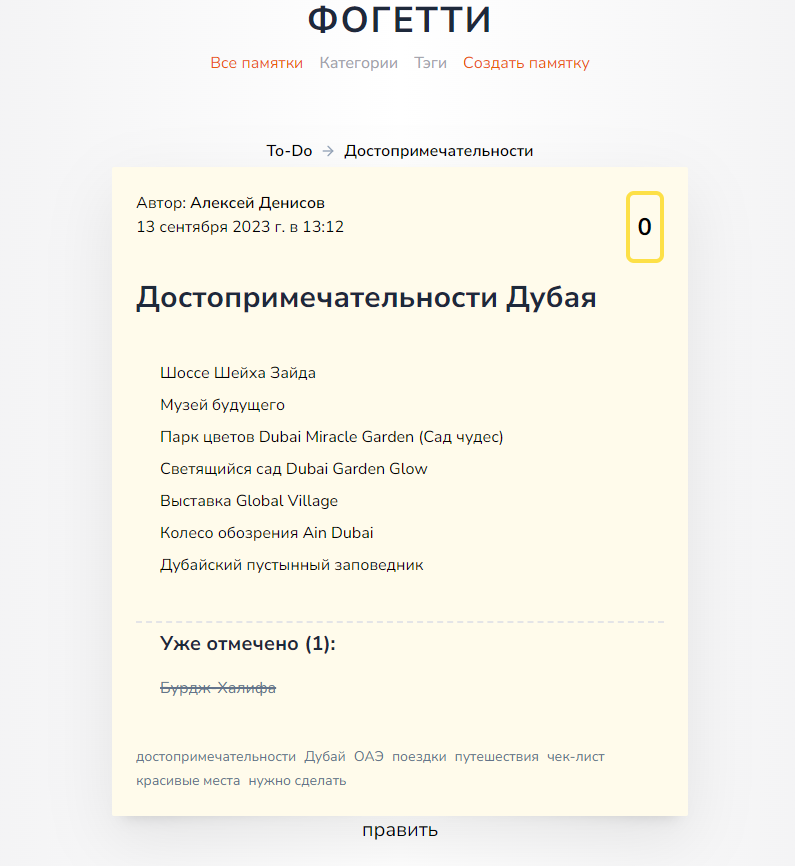 ФОГЕТТИ
Все памятки Категории Тэги Создать памятку
To-Do → Достопримечательности
Автор: Алексей Денисов
13 сентября 2023 г. в 13:12
0
Достопримечательности Дубая
Шоссе Шейха Зайда
Музей будущего
Парк цветов Dubai Miracle Garden (Сад чудес)
Светящийся сад Dubai Garden Glow
Выставка Global Village
Колесо обозрения Ain Dubai
Дубайский пустынный заповедник
Уже отмечено (1):
Бурдж-Халифа
достопримечательности Дубай ОАЭ поездки путешествия чек-лист
красивые места нужно сделать
править